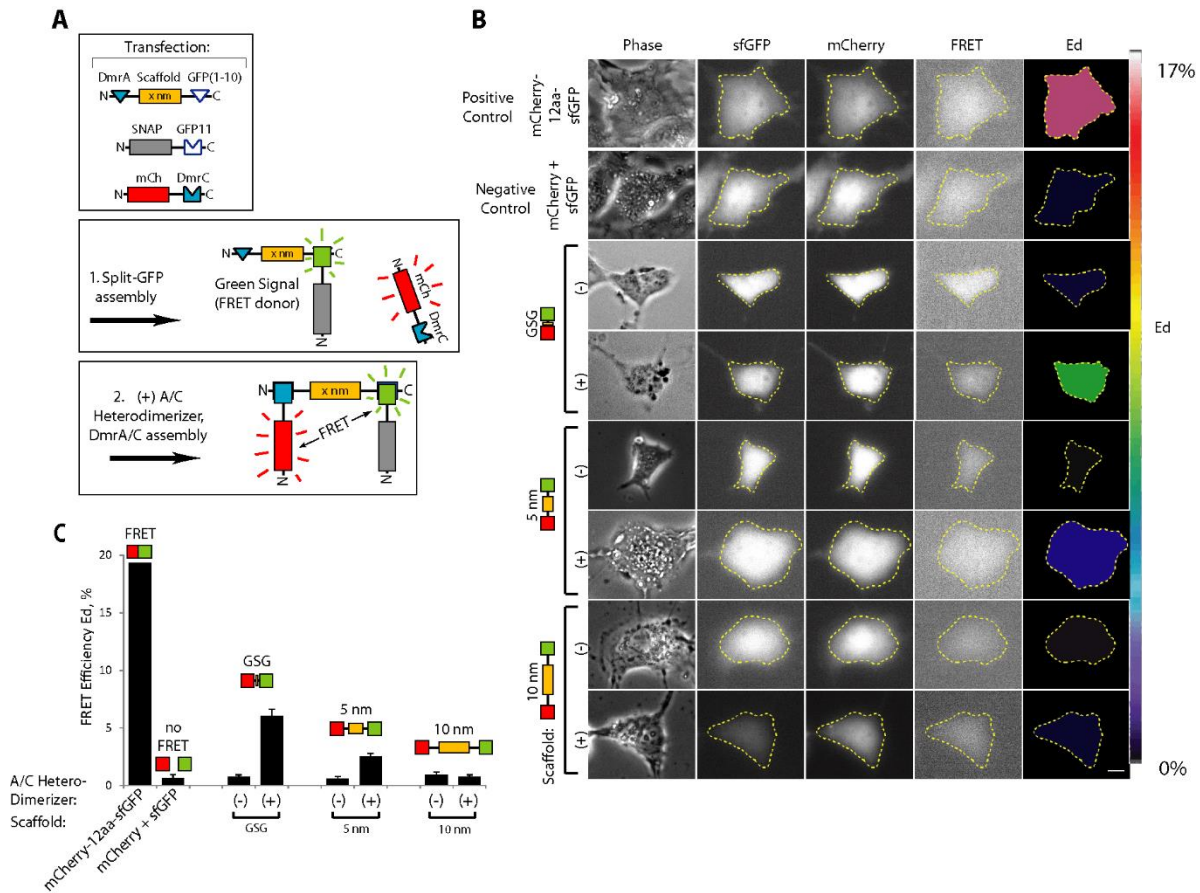 A
Transfection:
DmrA Scaffold GFP(1-10)
N x nm C
SNAP GFP11
N C
mCh DmrC
N C
1. Split-GFP
assembly
N x nm C
Green Signal
(FRET donor)
N
N
mCh
DmrC
2. (+) A/C
Heterodimerizer,
DmrA/C assembly
N x nm C
FRET
N
N
B
Phase sfGFP mCherry FRET Ed
Positive
Control
mCherry-
12aa-
sfGFP
Negative
Control
mCherry +
sfGFP
GSG
(-)
(+)
5 nm
(-)
(+)
Scaffold:
10 nm
(-)
(+)
17%
Ed
0%
C
FRET Efficiency Ed, %
20
15
10
5
0
FRET
no
FRET
GSG
5 nm
10 nm
A/C Hetero-
Dimerizer:
(-) (+) (-) (+) (-) (+)
Scaffold:
GSG 5 nm 10 nm
mCherry-12aa-sfGFP
mCherry + sfGFP